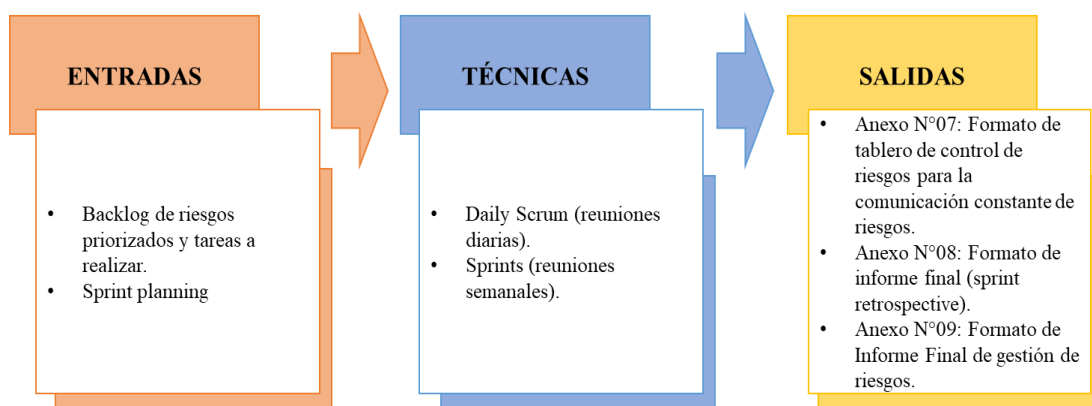 ENTRADAS
• Backlog de riesgos
priorizados y tareas a
realizar.
• Sprint planning
TÉCNICAS
• Daily Scrum (reuniones
diarias).
• Sprints (reuniones
semanales).
SALIDAS
• Anexo N°07: Formato de
tablero de control de
riesgos para la
comunicación constante de
riesgos.
• Anexo N°08: Formato de
informe final (sprint
retrospective).
• Anexo N°09: Formato de
Informe Final de gestión de
riesgos.